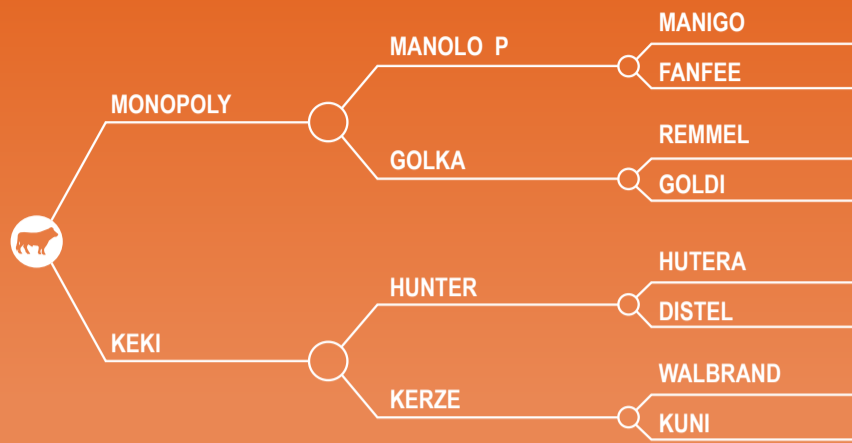 MANIGO
MANOLO P
FANFEE
MONOPOLY
REMMEL
GOLKA
GOLDI
HUTERA
HUNTER
DISTEL
KEKI
WALBRAND
KERZE
KUNI